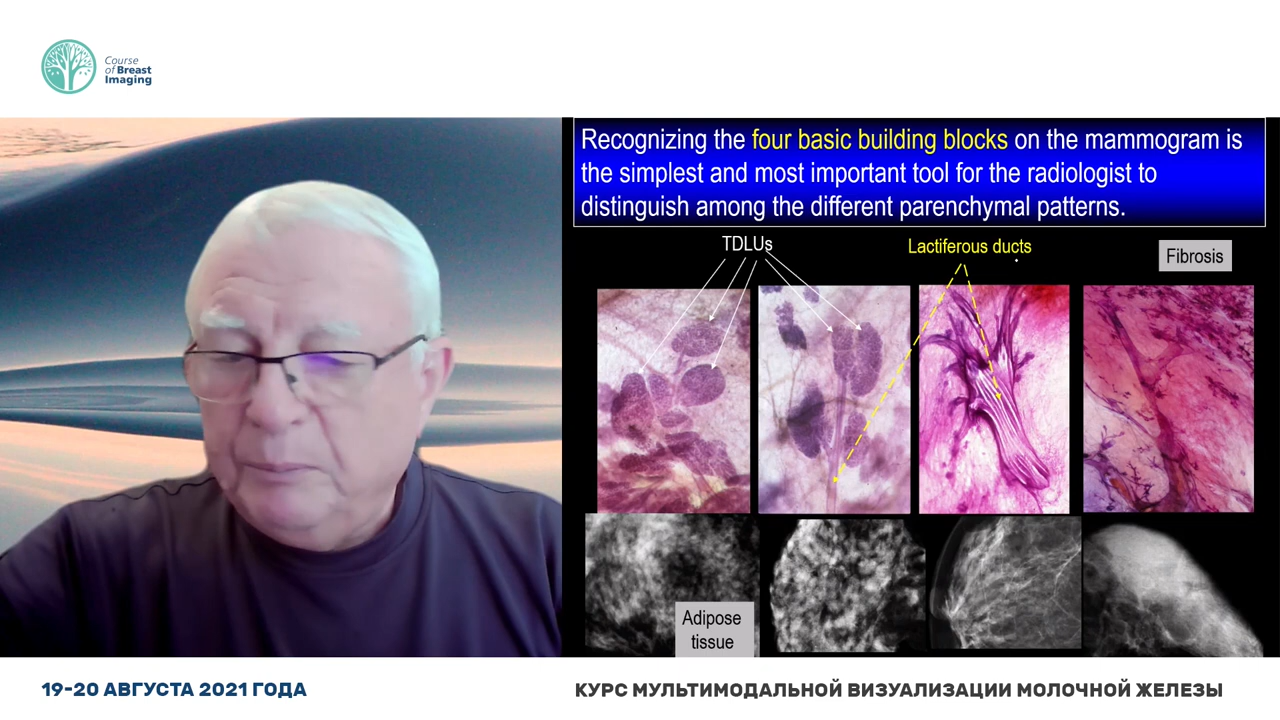 Course
of Breast
Imaging
Recognizing the four basic building blocks on the mammogram is
the simplest and most important tool for the radiologist to
distinguish among the different parenchymal patterns.
TDLUs
Lactiferous ducts
Fibrosis
Adipose
tissue
19-20 АВГУСТА 2021 ГОДА
КУРС МУЛЬТИМОДАЛЬНОЙ ВИЗУАЛИЗАЦИИ МОЛОЧНОЙ ЖЕЛЕЗЫ